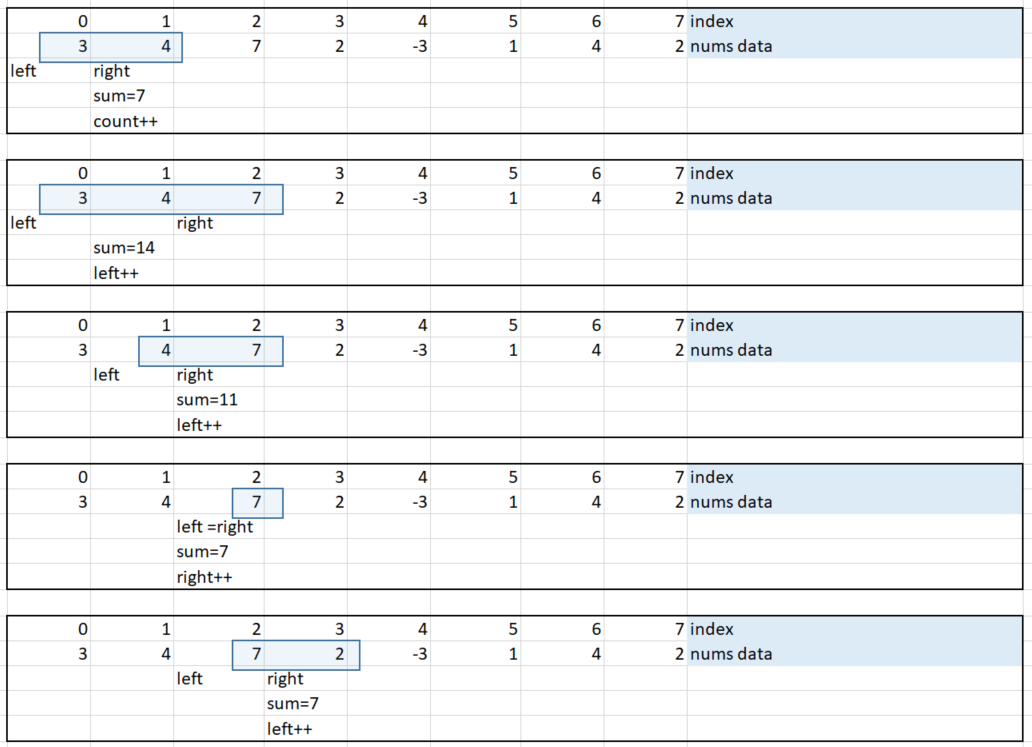 0 1 2 3 4 5 6 7 index
3 4 7 2 -3 1 4 2 nums data
left right
sum=7
count++
0 1 2 3 4 5 6 7 index
3 4 7 2 -3 1 4 2 nums data
left right
sum=14
left++
0 1 2 3 4 5 6 7 index
3 4 7 2 -3 1 4 2 nums data
left right
sum=11
left++
0 1 2 3 4 5 6 7 index
3 4 7 2 -3 1 4 2 nums data
left =right
sum=7
right++
0 1 2 3 4 5 6 7 index
3 4 7 2 -3 1 4 2 nums data
left right
sum=7
left++